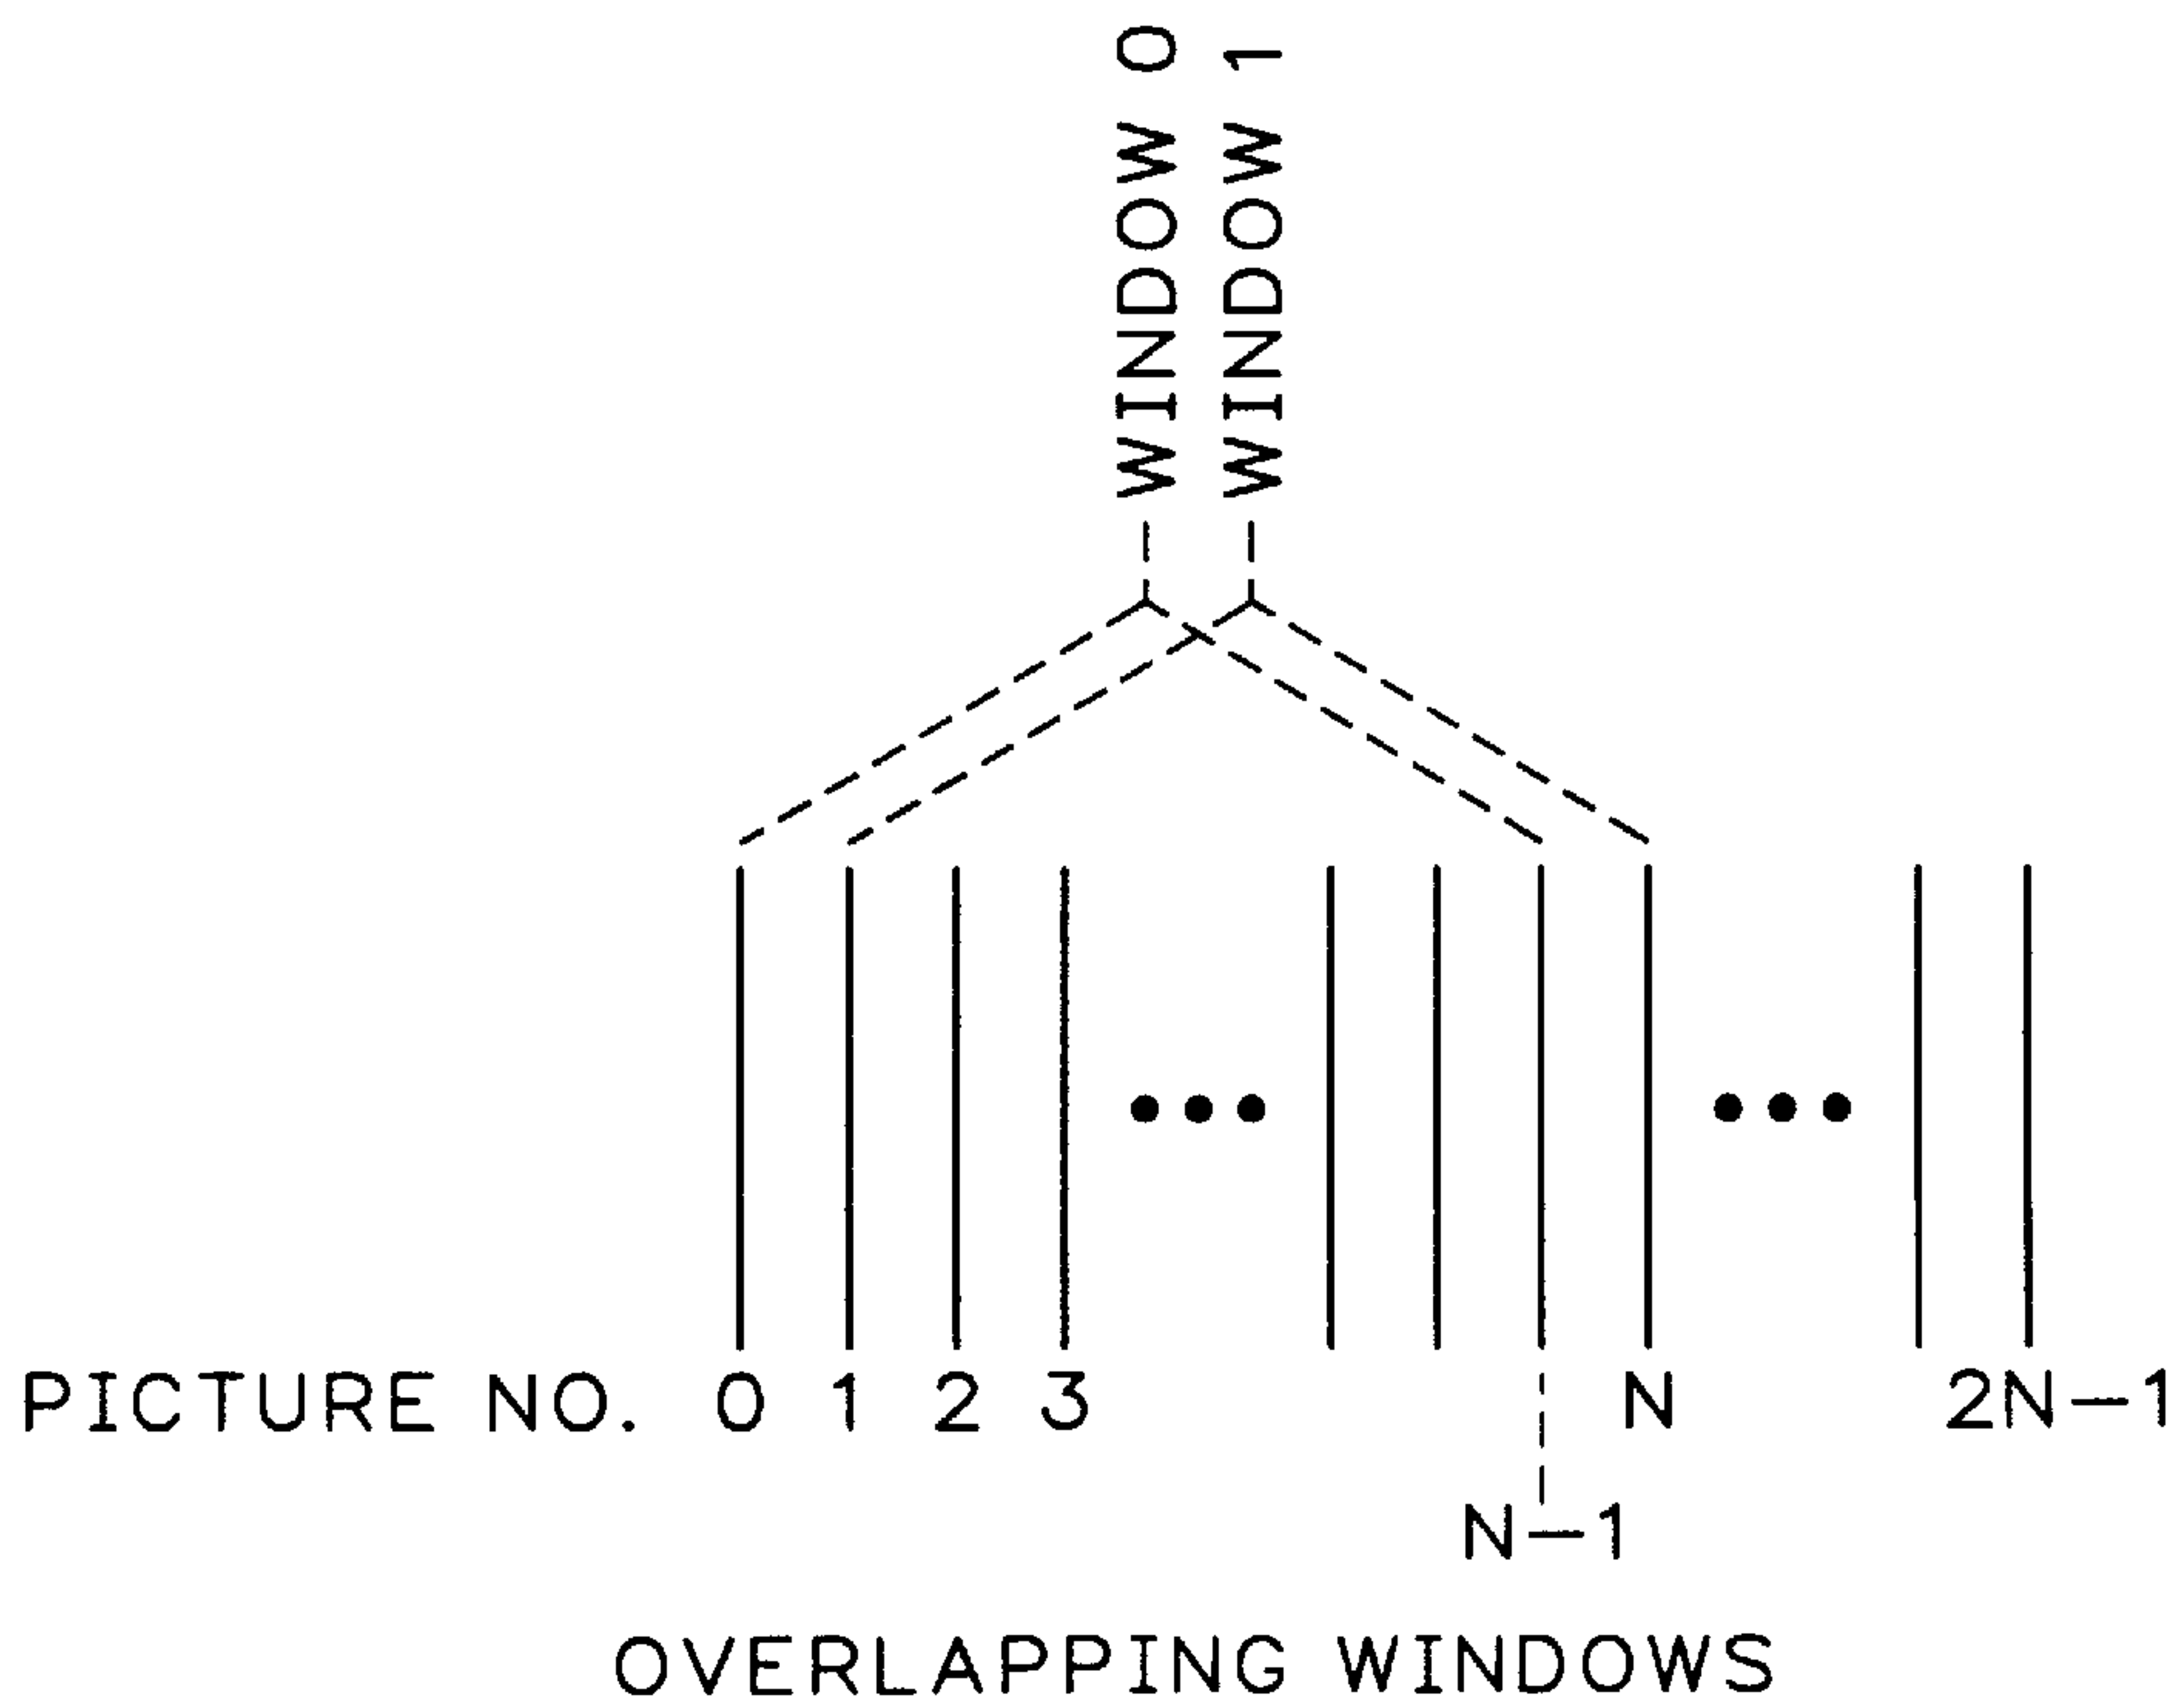 WINDOW 0
WINDOW 1
PICTURE NO. 0 1 2 3 N 2N-1
N-1
OVERLAPPING WINDOWS